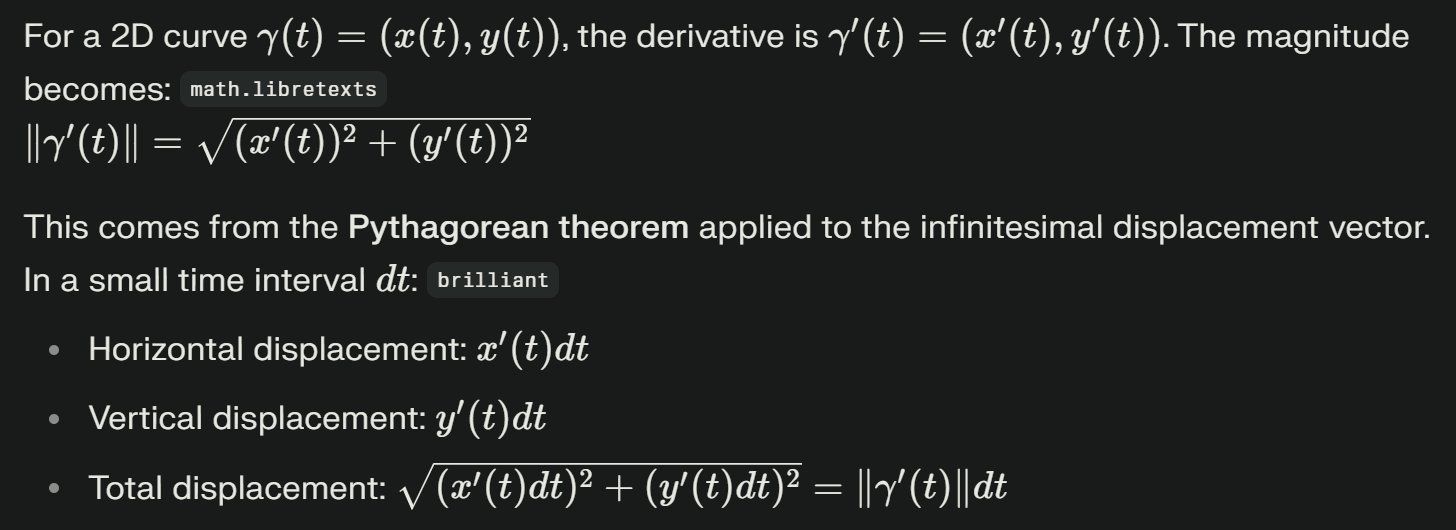 For a 2D curve γ(t) = (x(t), y(t)), the derivative is γ′(t) = (x′(t), y′(t)). The magnitude
becomes: math.libretexts
‖γ′(t)‖ = √((x′(t))² + (y′(t))²)
This comes from the Pythagorean theorem applied to the infinitesimal displacement vector.
In a small time interval dt: brilliant
• Horizontal displacement: x′(t)dt
• Vertical displacement: y′(t)dt
• Total displacement: √((x′(t)dt)² + (y′(t)dt)²) = ‖γ′(t)‖dt